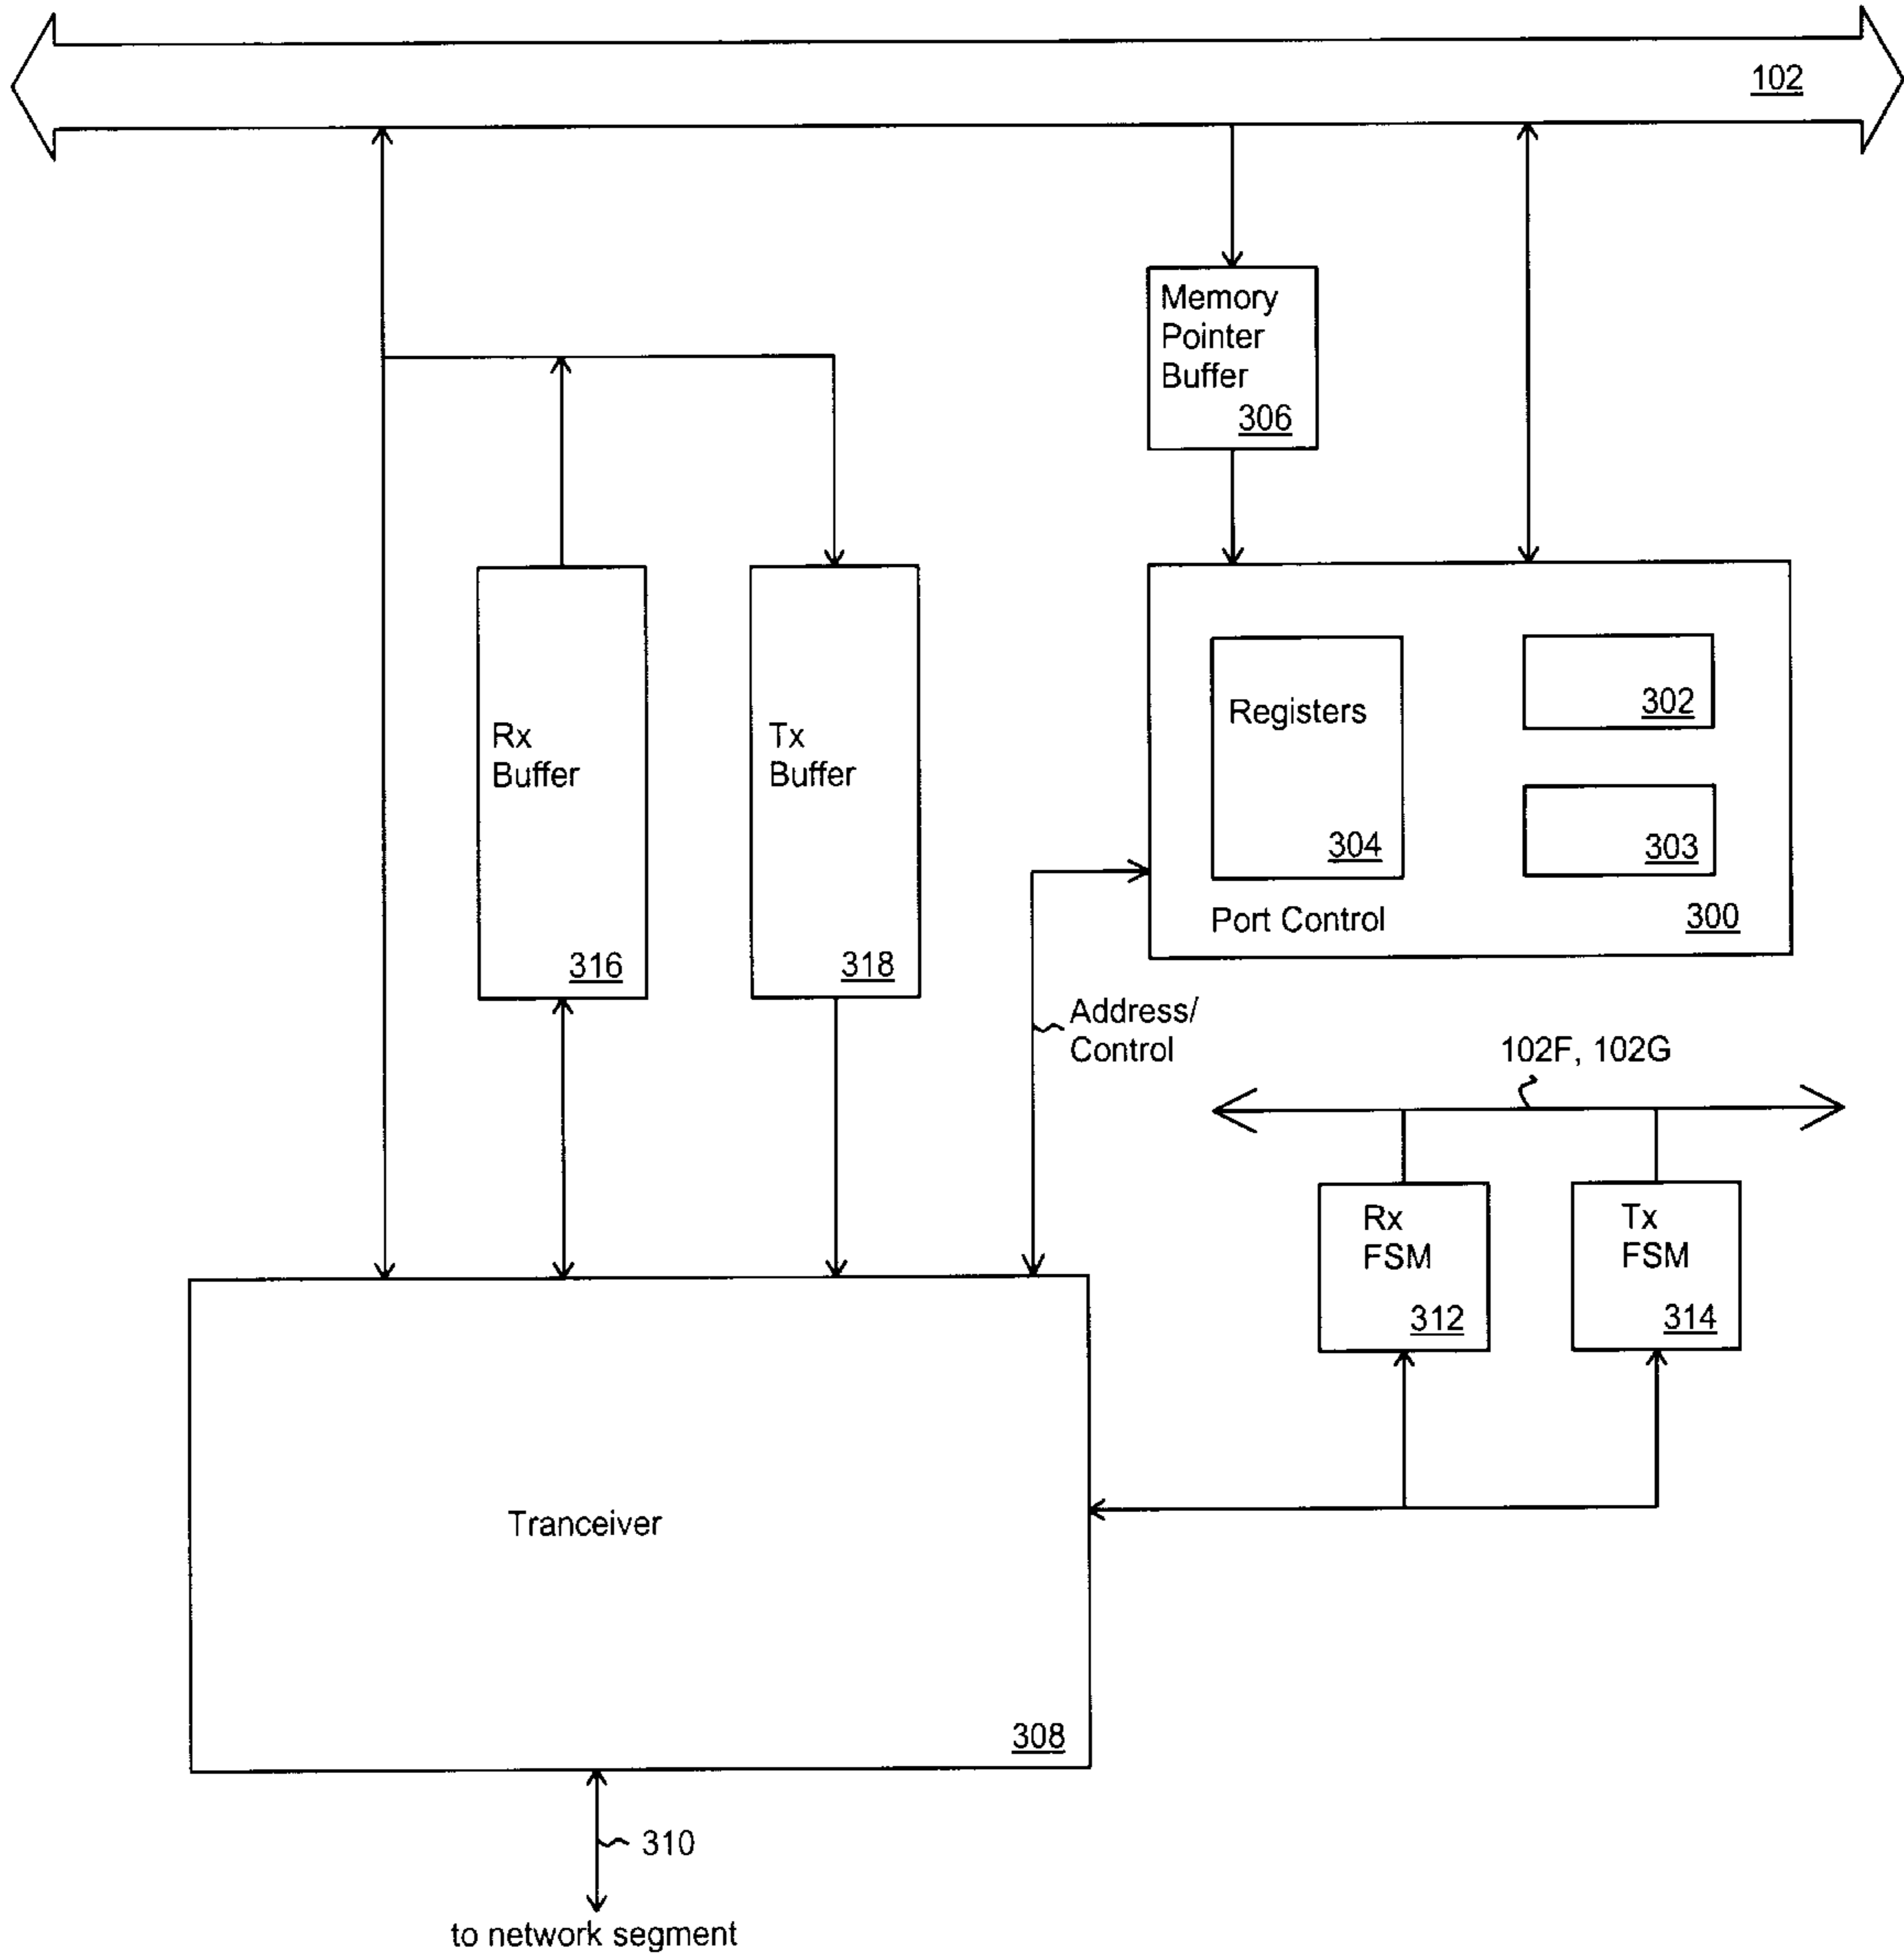 102
Memory
Pointer
Buffer
306
Rx
Buffer
316
Tx
Buffer
318
Registers
304
302
303
Port Control
300
Address/
Control
102F, 102G
Rx
FSM
312
Tx
FSM
314
Tranceiver
308
310
to network segment